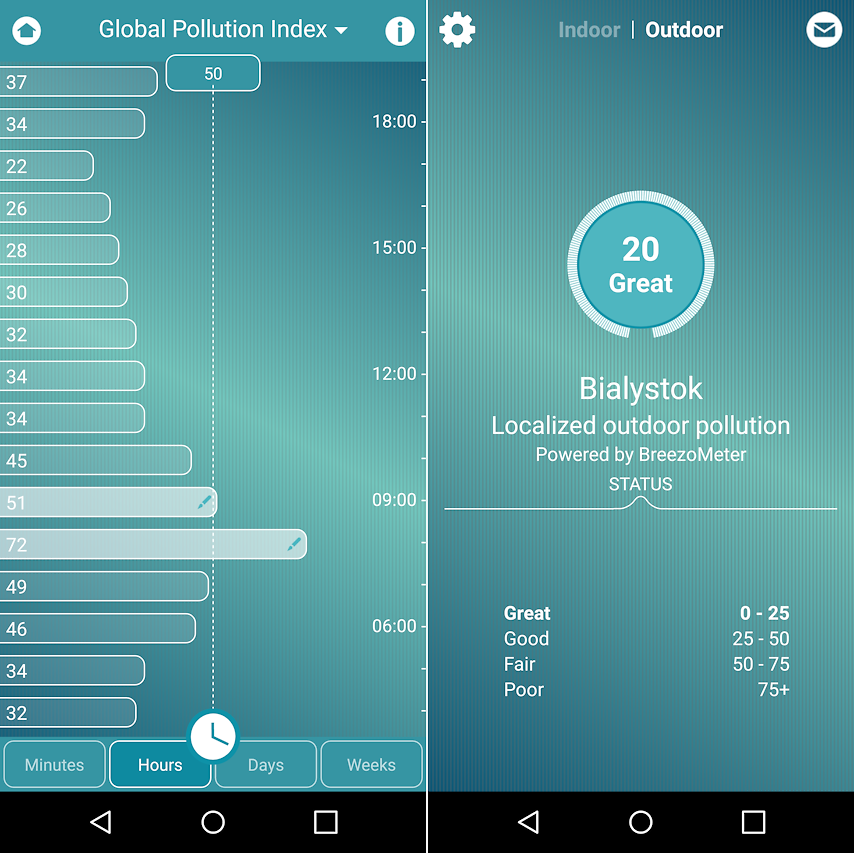 Global Pollution Index
50
37
34
18:00
22
26
28
15:00
30
32
34
12:00
34
45
51
09:00
72
49
46
06:00
34
32
Minutes
Hours
Days
Weeks
Indoor | Outdoor
20
Great
Bialystok
Localized outdoor pollution
Powered by BreezoMeter
STATUS
Great 0 - 25
Good 25 - 50
Fair 50 - 75
Poor 75+